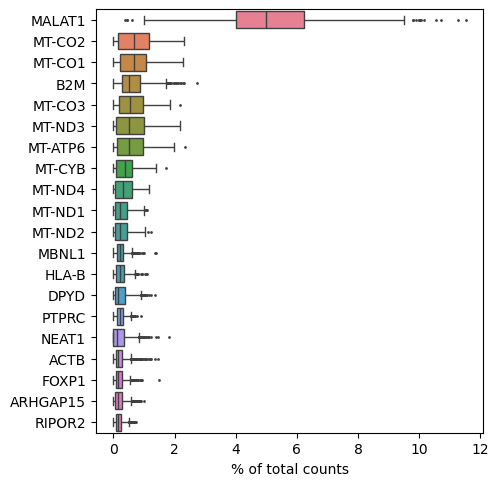 MALAT1
MT-CO2
MT-CO1
B2M
MT-CO3
MT-ND3
MT-ATP6
MT-CYB
MT-ND4
MT-ND1
MT-ND2
MBNL1
HLA-B
DPYD
PTPRC
NEAT1
ACTB
FOXP1
ARHGAP15
RIPOR2
0 2 4 6 8 10 12
% of total counts